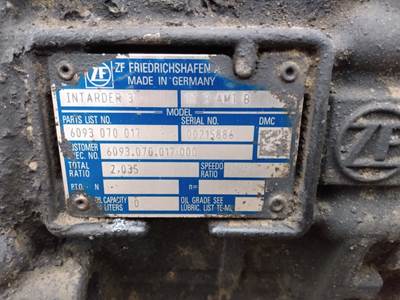 ZF FRIEDRICHSHAFEN
MADE IN GERMANY
ZF
INTARDER 3
MODEL
PARTS LIST NO. SERIAL NO. DMC
6093 070 017 00215886
CUSTOMER
SPEC. NO. 6093.070.017-000
TOTAL RATIO 2.035 SPEEDO RATIO
P.T.O. N n=
OIL CAPACITY LITERS 0 OIL GRADE SEE LUBRIC. LIST TE-ML
ZF